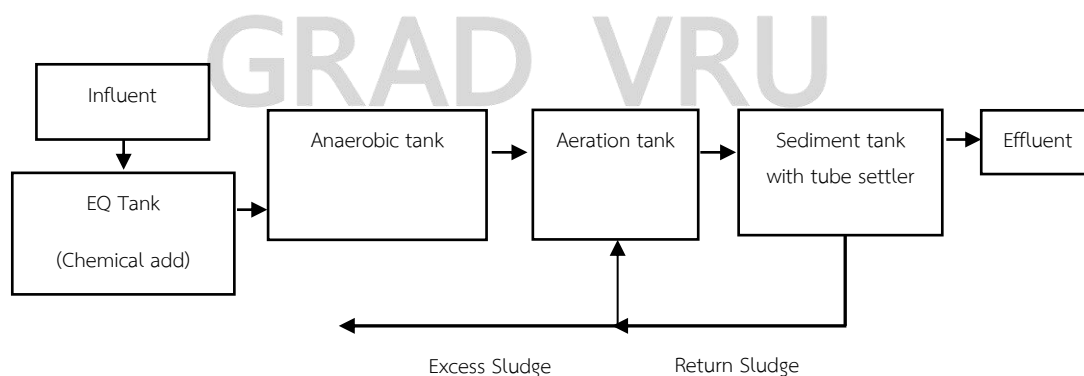 GRAD VRU
Influent
EQ Tank
(Chemical add)
Anaerobic tank
Aeration tank
Sediment tank
with tube settler
Effluent
Excess Sludge
Return Sludge